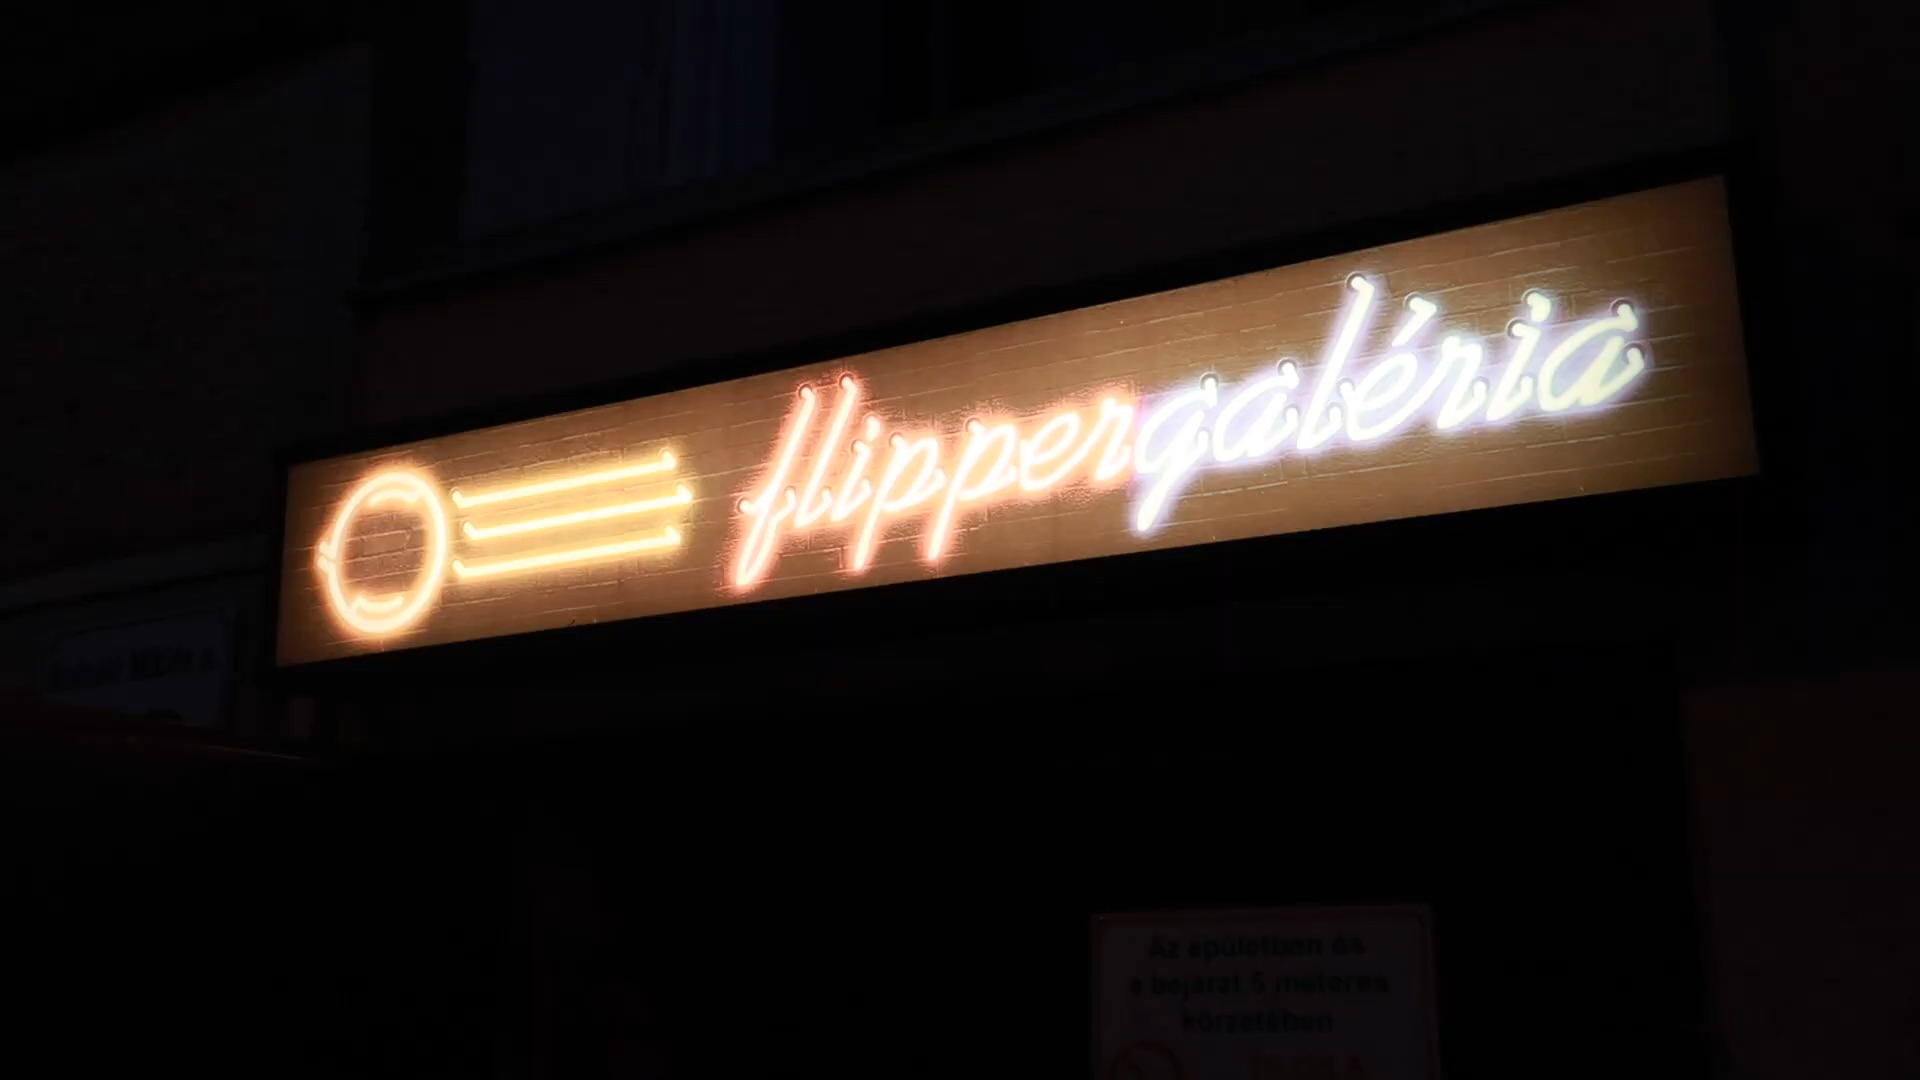 flippergaléria
Az épületben és
a bejárat 5 méteres
körzetében